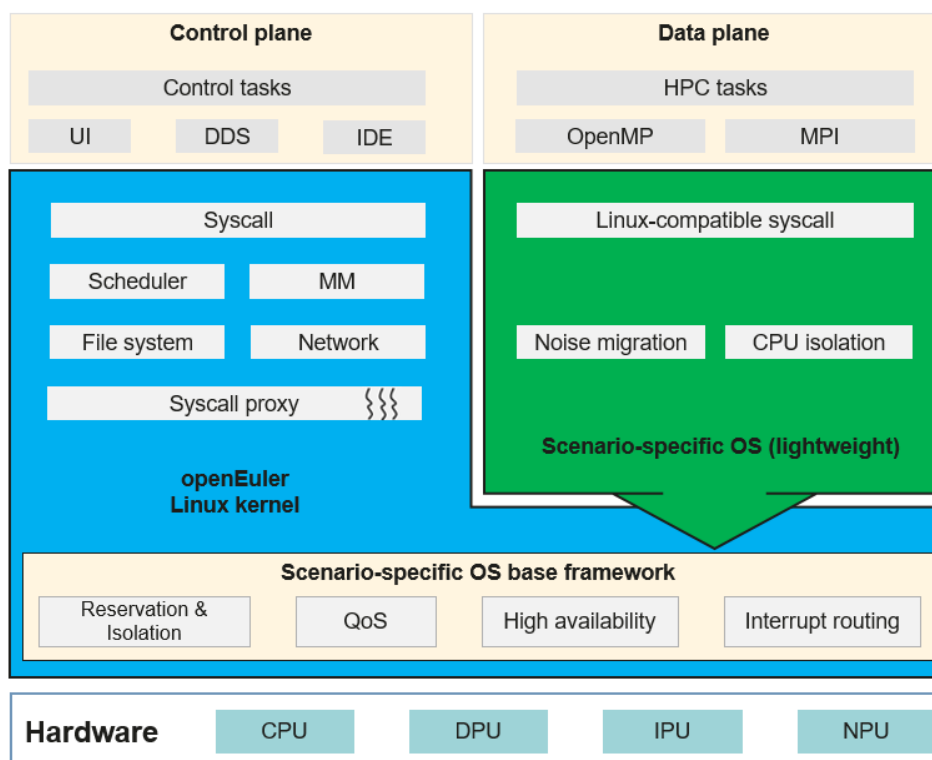 Control plane
Data plane
Control tasks
HPC tasks
UI
DDS
IDE
OpenMP
MPI
Syscall
Linux-compatible syscall
Scheduler
MM
File system
Network
Noise migration
CPU isolation
Syscall proxy
Scenario-specific OS (lightweight)
openEuler
Linux kernel
Scenario-specific OS base framework
Reservation &
Isolation
QoS
High availability
Interrupt routing
Hardware
CPU
DPU
IPU
NPU